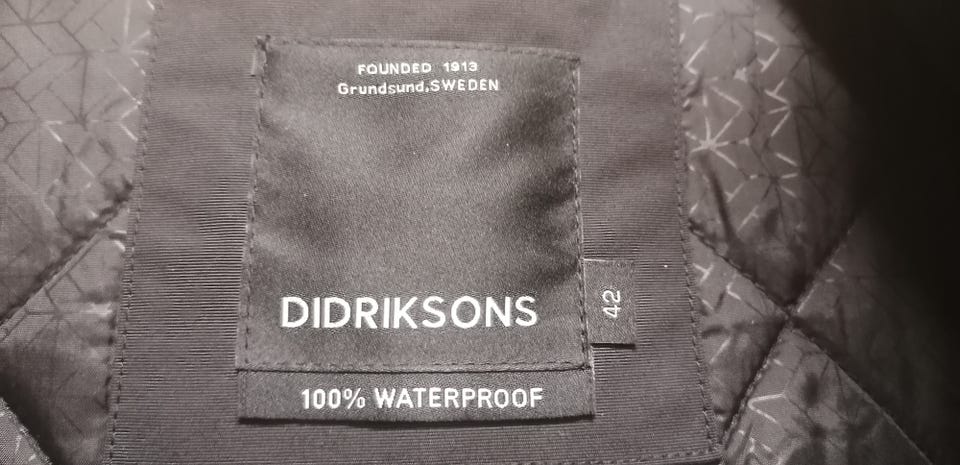 FOUNDED 1913
Grundsund,SWEDEN
DIDRIKSONS
42
100% WATERPROOF